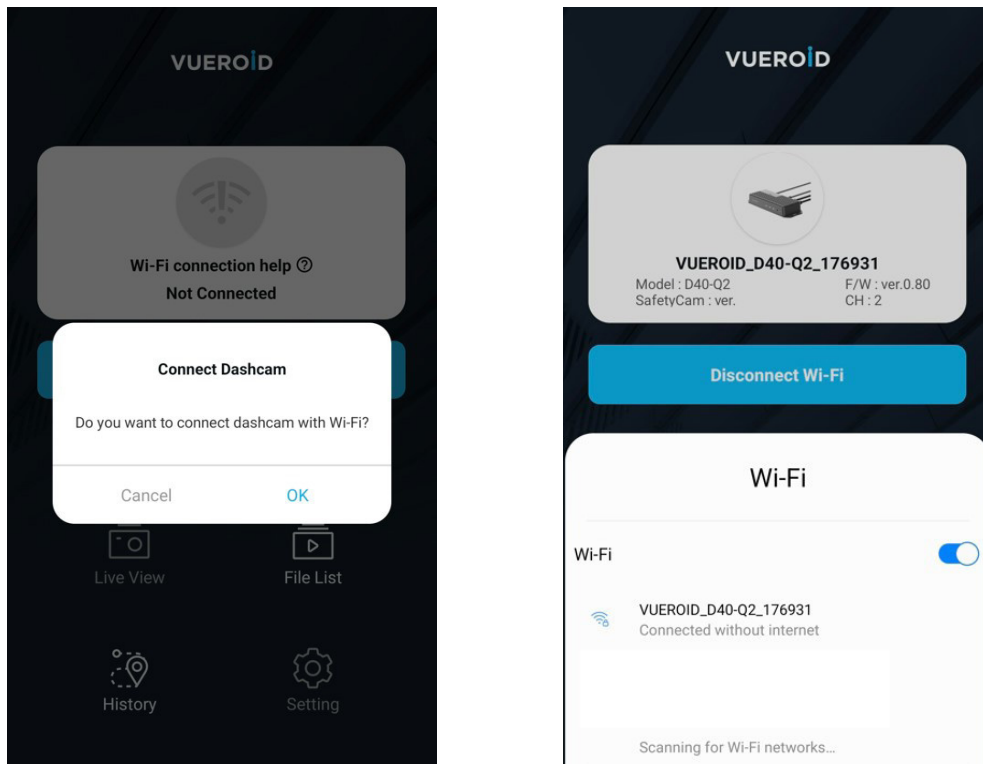 VUEROID
Wi-Fi connection help ?
Not Connected
Connect Dashcam
Do you want to connect dashcam with Wi-Fi?
Cancel OK
Live View File List
History Setting
VUEROID
VUEROID_D40-Q2_176931
Model : D40-Q2 F/W : ver.0.80
SafetyCam : ver. CH : 2
Disconnect Wi-Fi
Wi-Fi
Wi-Fi
VUEROID_D40-Q2_176931
Connected without internet
Scanning for Wi-Fi networks...